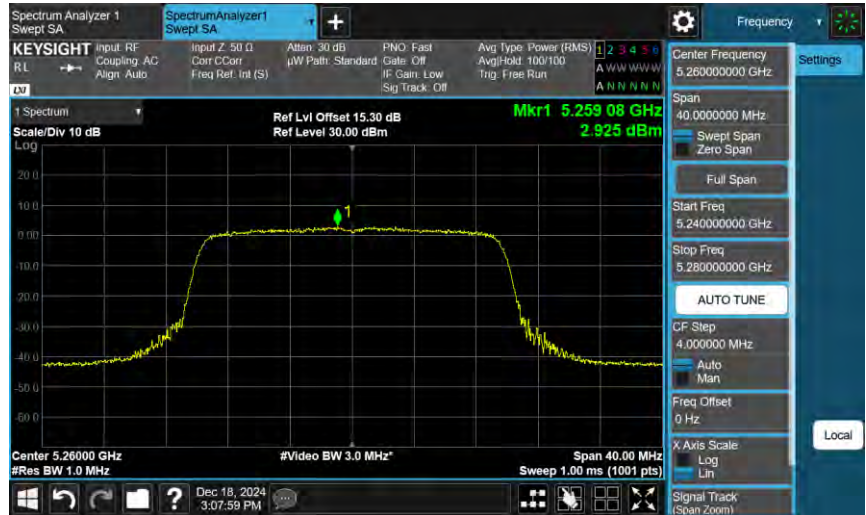 Spectrum Analyzer 1
Swept SA
SpectrumAnalyzer1
Swept SA
Frequency
KEYSIGHT
RL
LXI
Input: RF
Coupling: AC
Align: Auto
Input Z: 50 Ω
Corr CCorr
Freq Ref: Int (S)
Atten: 30 dB
µW Path: Standard
PNO: Fast
Gate: Off
IF Gain: Low
Sig Track: Off
Avg Type: Power (RMS)
Avg|Hold: 100/100
Trig: Free Run
1 2 3 4 5 6
A W W W W W
A N N N N N
1 Spectrum
Scale/Div 10 dB
Log
Ref Lvl Offset 15.30 dB
Ref Level 30.00 dBm
Mkr1 5.259 08 GHz
2.925 dBm
20.0
10.0
0.00
-10.0
-20.0
-30.0
-40.0
-50.0
-60.0
1
Center 5.26000 GHz
#Res BW 1.0 MHz
#Video BW 3.0 MHz*
Span 40.00 MHz
Sweep 1.00 ms (1001 pts)
Center Frequency
5.260000000 GHz
Settings
Span
40.0000000 MHz
Swept Span
Zero Span
Full Span
Start Freq
5.240000000 GHz
Stop Freq
5.280000000 GHz
AUTO TUNE
CF Step
4.000000 MHz
Auto
Man
Freq Offset
0 Hz
X Axis Scale
Log
Lin
Signal Track
(Span Zoom)
Local
?
Dec 18, 2024
3:07:59 PM